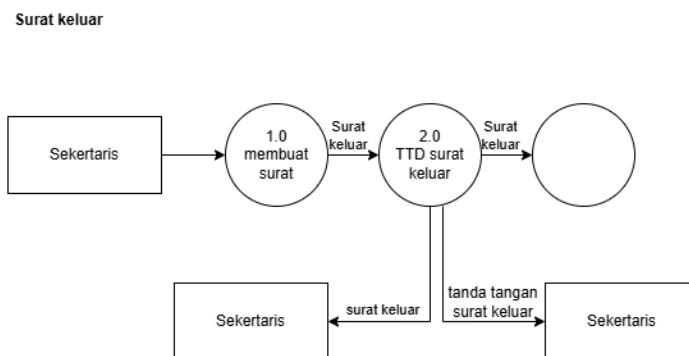 Surat keluar
Sekertaris
1.0
membuat
surat
Surat
keluar
2.0
TTD surat
keluar
Surat
keluar
Sekertaris
surat keluar
tanda tangan
surat keluar
Sekertaris